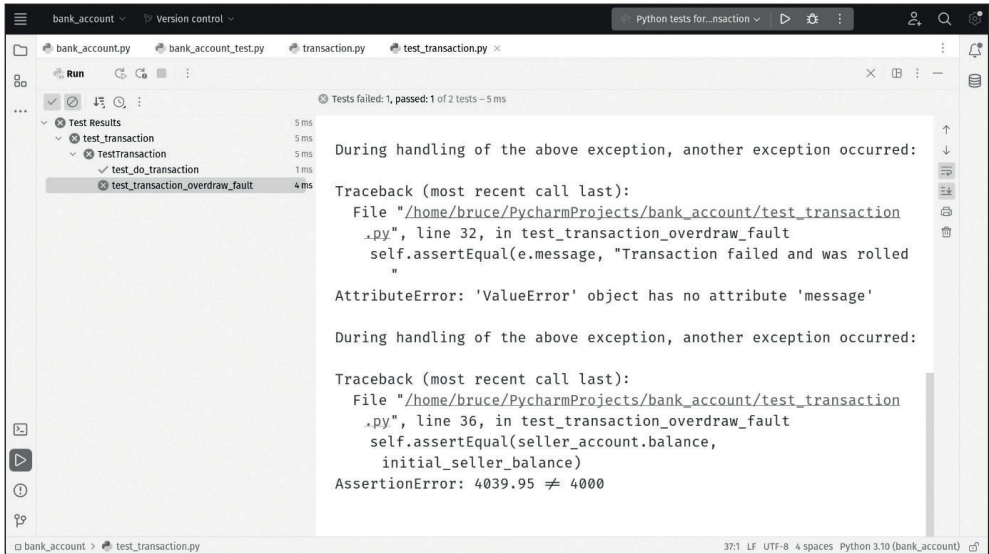 bank_account Version control Python tests for...nsaction
bank_account.py bank_account_test.py transaction.py test_transaction.py
Run
Tests failed: 1, passed: 1 of 2 tests – 5 ms
Test Results 5 ms
test_transaction 5 ms
TestTransaction 5 ms
test_do_transaction 1 ms
test_transaction_overdraw_fault 4 ms
During handling of the above exception, another exception occurred:
Traceback (most recent call last):
File "/home/bruce/PycharmProjects/bank_account/test_transaction
.py", line 32, in test_transaction_overdraw_fault
self.assertEqual(e.message, "Transaction failed and was rolled
"
AttributeError: 'ValueError' object has no attribute 'message'
During handling of the above exception, another exception occurred:
Traceback (most recent call last):
File "/home/bruce/PycharmProjects/bank_account/test_transaction
.py", line 36, in test_transaction_overdraw_fault
self.assertEqual(seller_account.balance,
initial_seller_balance)
AssertionError: 4039.95 ≠ 4000
bank_account > test_transaction.py 37:1 LF UTF-8 4 spaces Python 3.10 (bank_account)